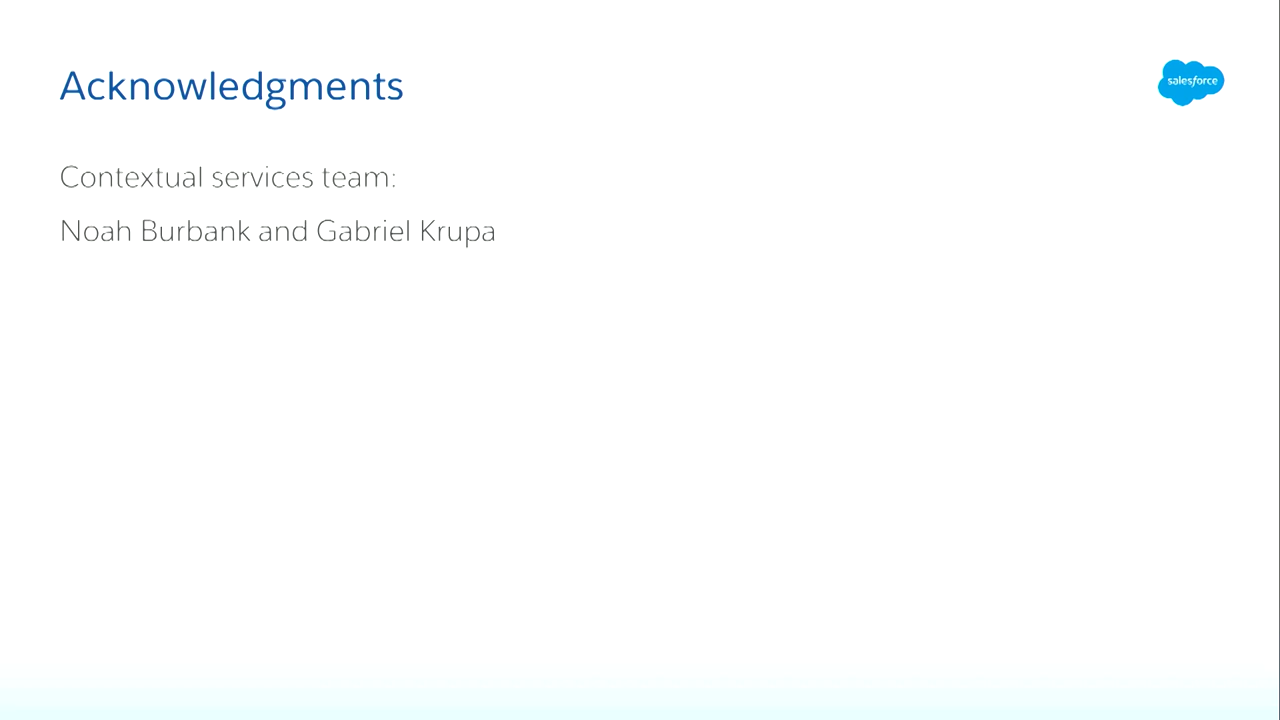 Acknowledgments
salesforce
Contextual services team:
Noah Burbank and Gabriel Krupa